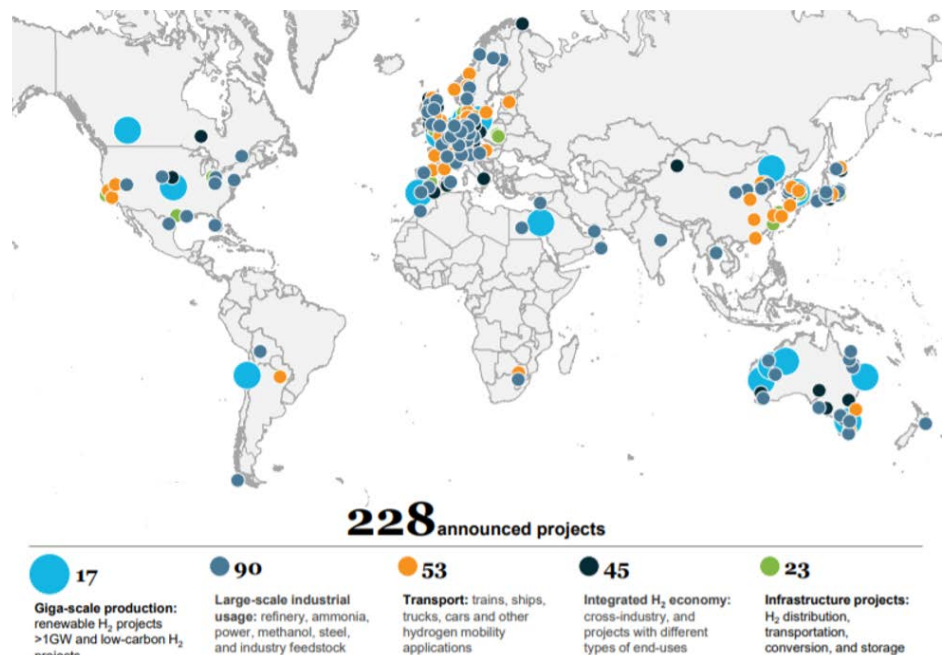 228 announced projects
17
Giga-scale production:
renewable H₂ projects
>1GW and low-carbon H₂
90
Large-scale industrial
usage: refinery, ammonia,
power, methanol, steel,
and industry feedstock
53
Transport: trains, ships,
trucks, cars and other
hydrogen mobility
applications
45
Integrated H₂ economy:
cross-industry, and
projects with different
types of end-uses
23
Infrastructure projects:
H₂ distribution,
transportation,
conversion, and storage